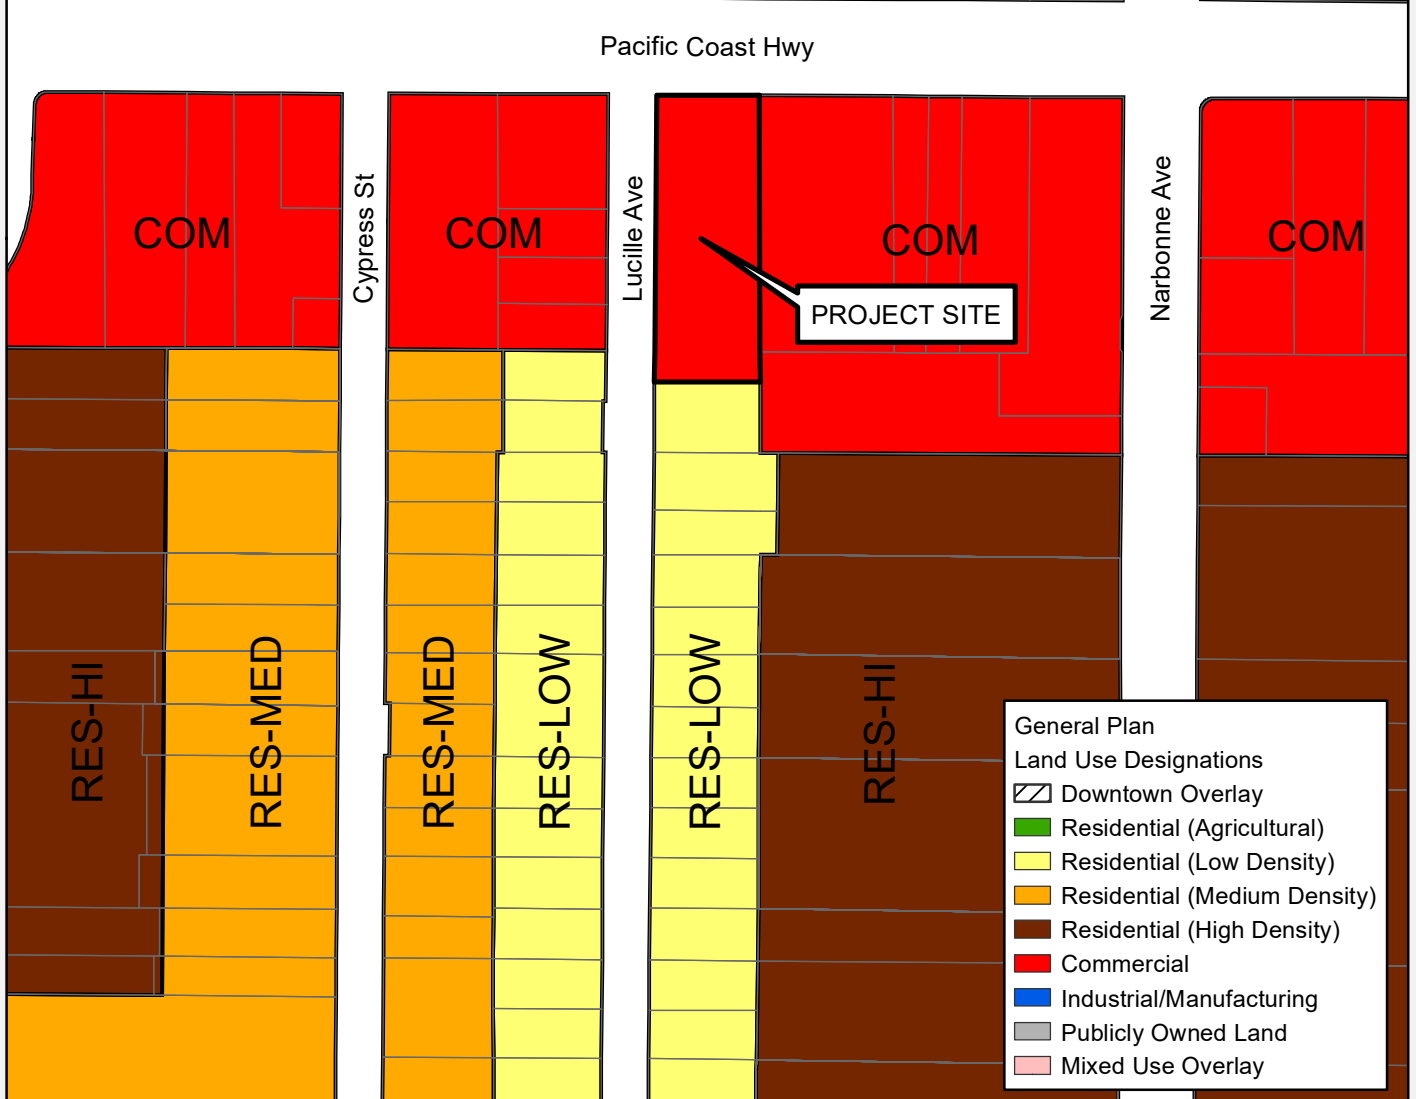 Pacific Coast Hwy
COM
Cypress St
COM
Lucille Ave
COM
Narbonne Ave
COM
PROJECT SITE
RES-HI
RES-MED
RES-MED
RES-LOW
RES-LOW
RES-HI
General Plan
Land Use Designations
Downtown Overlay
Residential (Agricultural)
Residential (Low Density)
Residential (Medium Density)
Residential (High Density)
Commercial
Industrial/Manufacturing
Publicly Owned Land
Mixed Use Overlay